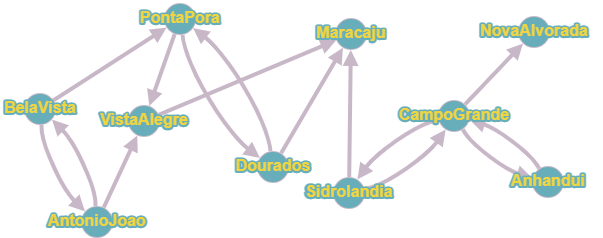 PontaPora
Maracaju
NovaAlvorada
BelaVista
VistaAlegre
CampoGrande
Dourados
Sidrolandia
Anhandui
AntonioJoao